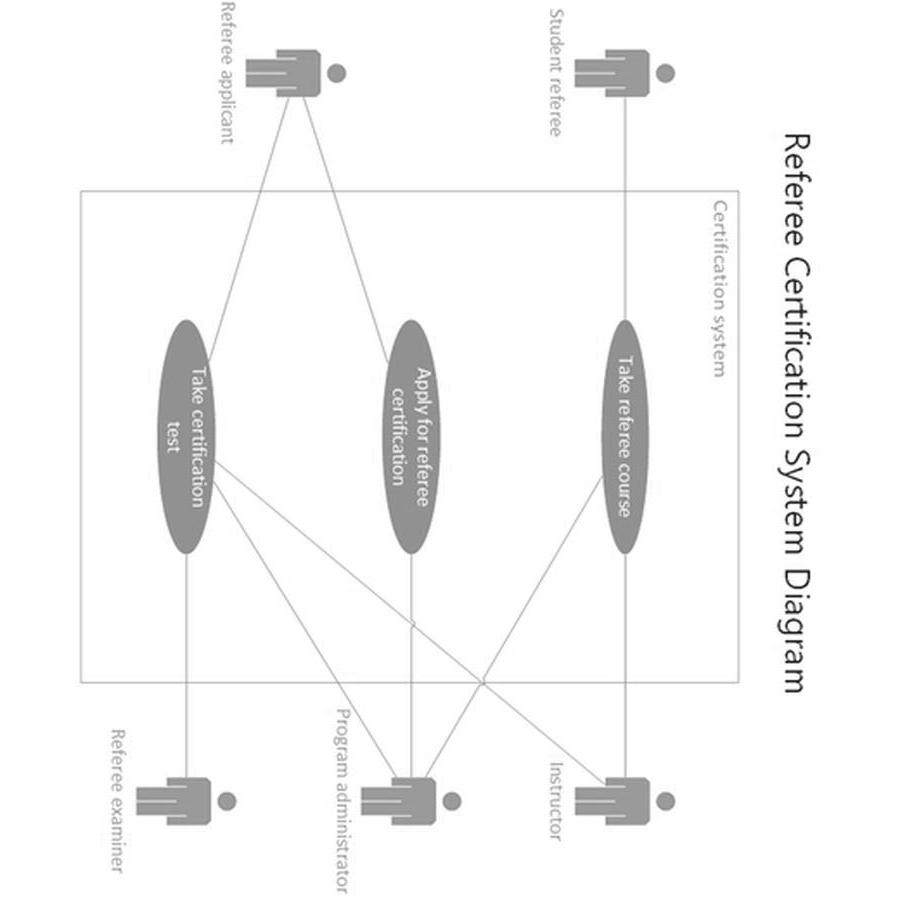 Referee Certification System Diagram
Certification system
Student referee
Take referee course
Instructor
Referee applicant
Apply for referee
certification
Program administrator
Take certification
test
Referee examiner